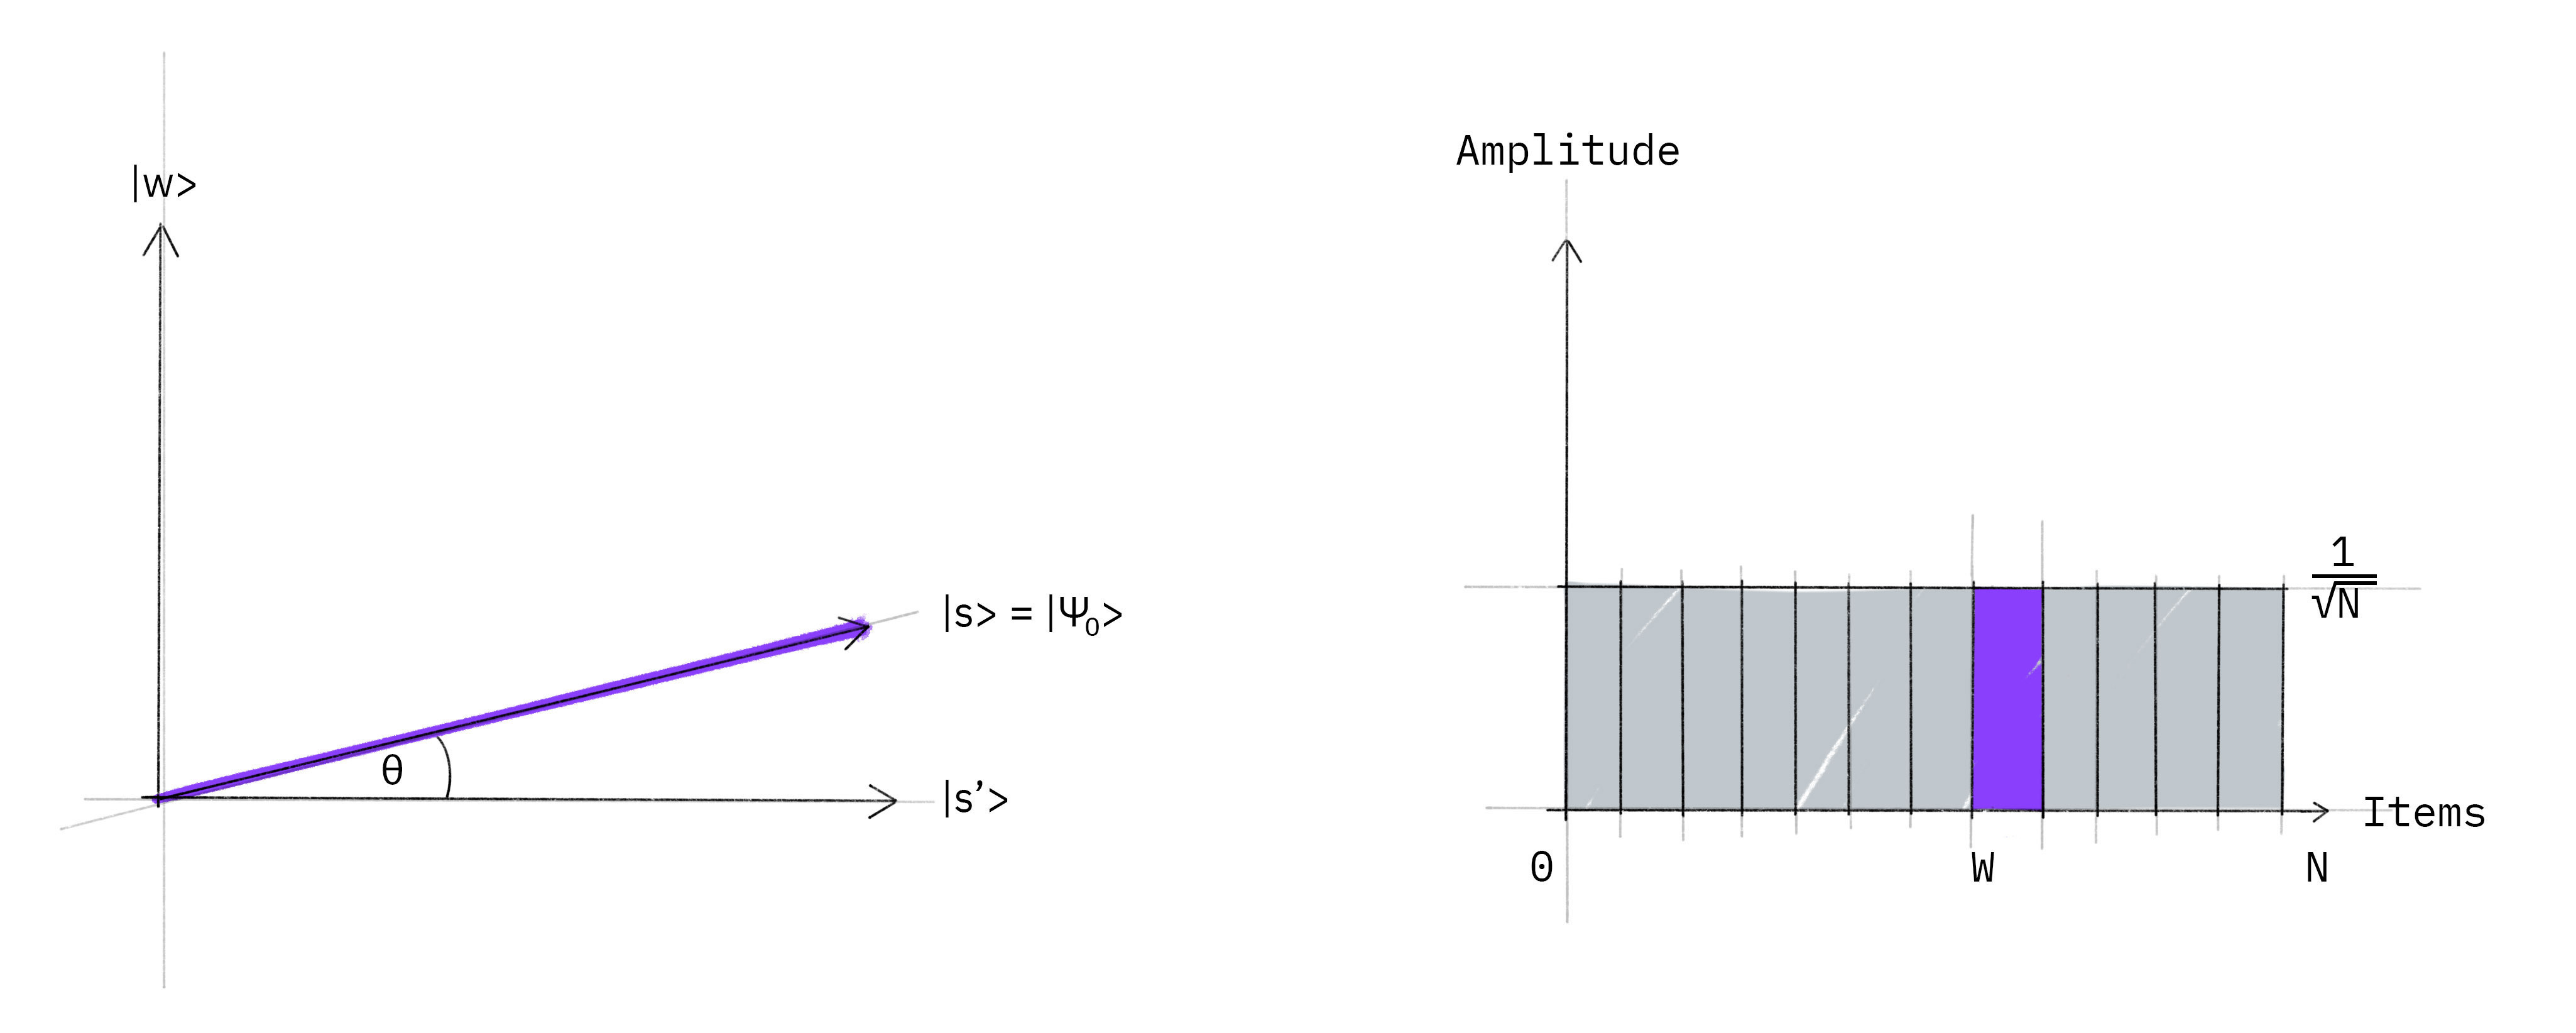 |w>
|s> = |Ψ₀>
θ
|s’>
Amplitude
1
√N
Items
0
W
N